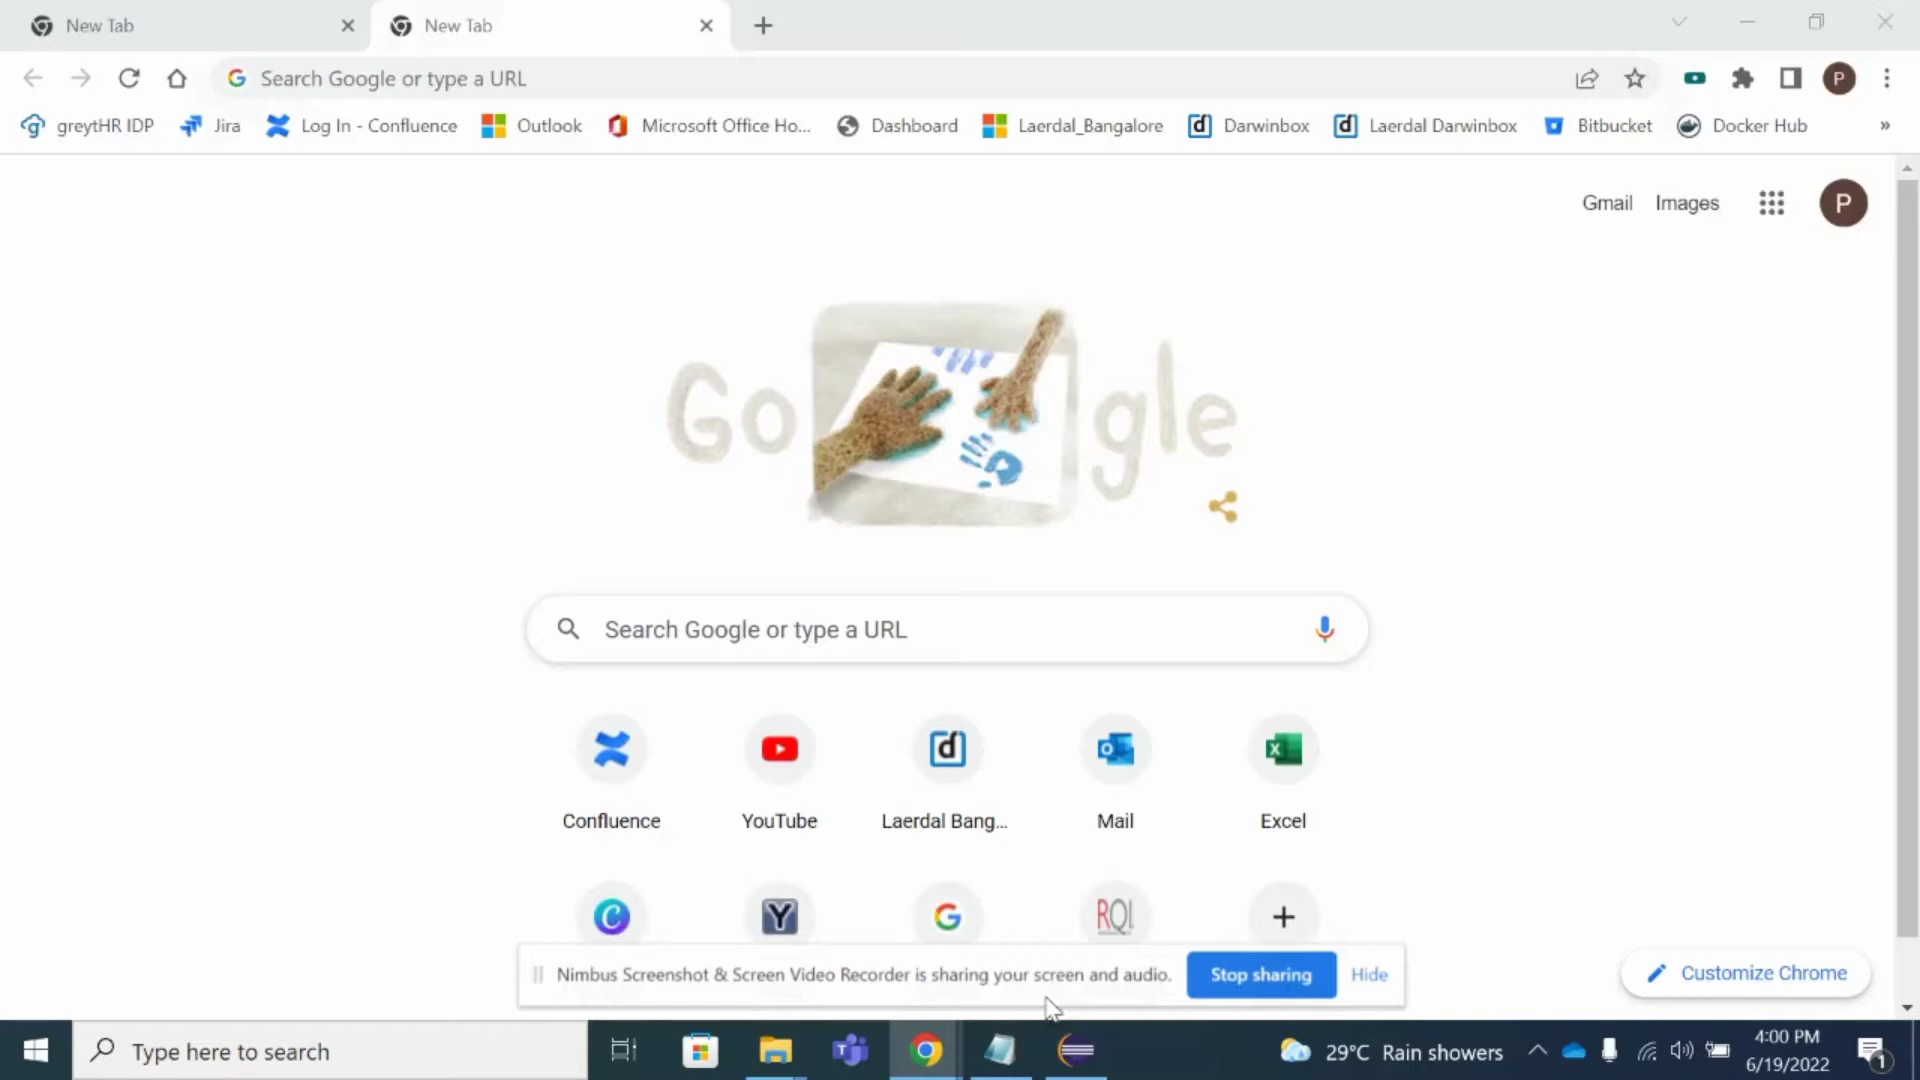 New Tab
New Tab
Search Google or type a URL
P
greytHR IDP
Jira
Log In - Confluence
Outlook
Microsoft Office Ho...
Dashboard
Laerdal_Bangalore
Darwinbox
Laerdal Darwinbox
Bitbucket
Docker Hub
»
Gmail
Images
P
Google
Search Google or type a URL
Confluence
YouTube
Laerdal Bang...
Mail
Excel
RQI
Nimbus Screenshot & Screen Video Recorder is sharing your screen and audio.
Stop sharing
Hide
Customize Chrome
Type here to search
29°C Rain showers
4:00 PM
6/19/2022
1